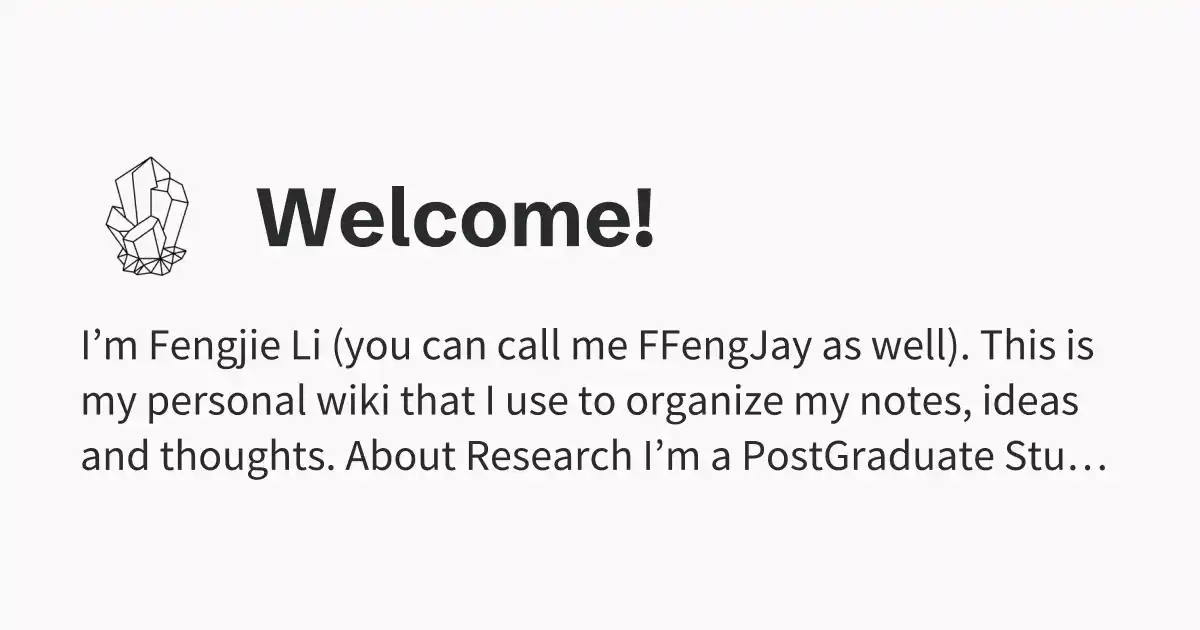 Welcome!
I’m Fengjie Li (you can call me FFengJay as well). This is
my personal wiki that I use to organize my notes, ideas
and thoughts. About Research I’m a PostGraduate Stu…